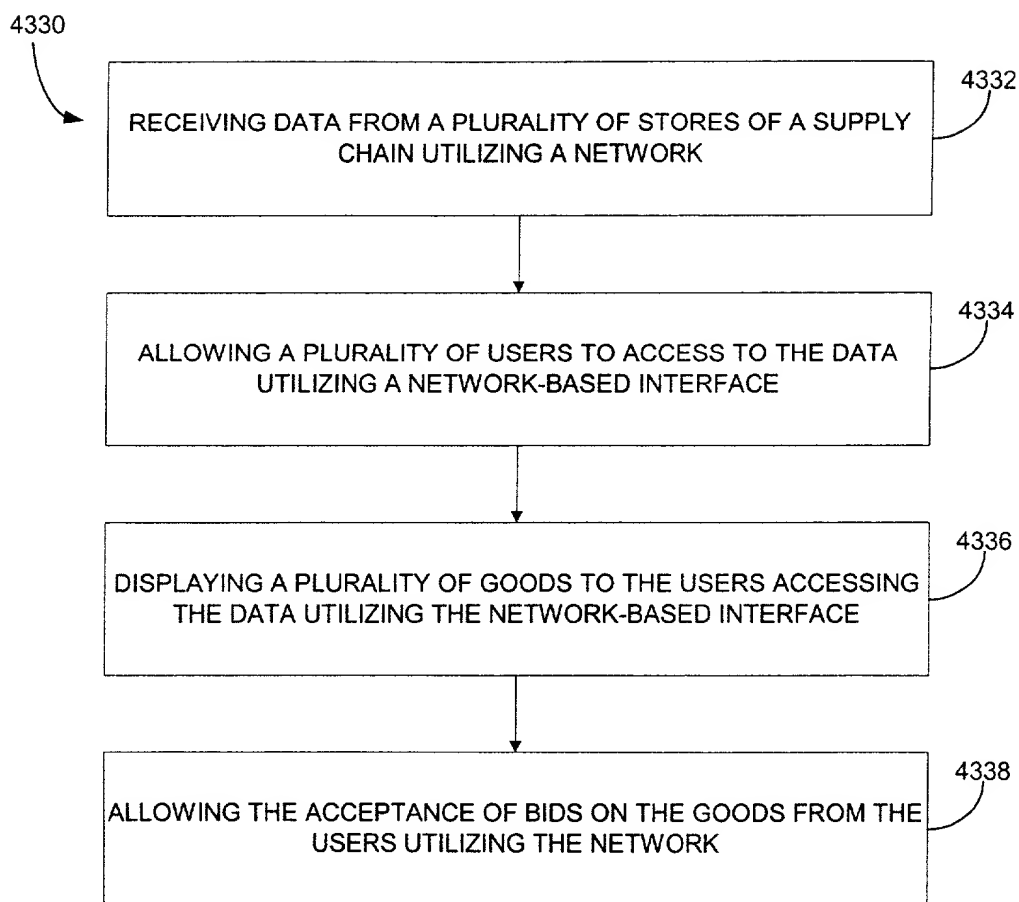 4330
4332
RECEIVING DATA FROM A PLURALITY OF STORES OF A SUPPLY
CHAIN UTILIZING A NETWORK
4334
ALLOWING A PLURALITY OF USERS TO ACCESS TO THE DATA
UTILIZING A NETWORK-BASED INTERFACE
4336
DISPLAYING A PLURALITY OF GOODS TO THE USERS ACCESSING
THE DATA UTILIZING THE NETWORK-BASED INTERFACE
4338
ALLOWING THE ACCEPTANCE OF BIDS ON THE GOODS FROM THE
USERS UTILIZING THE NETWORK